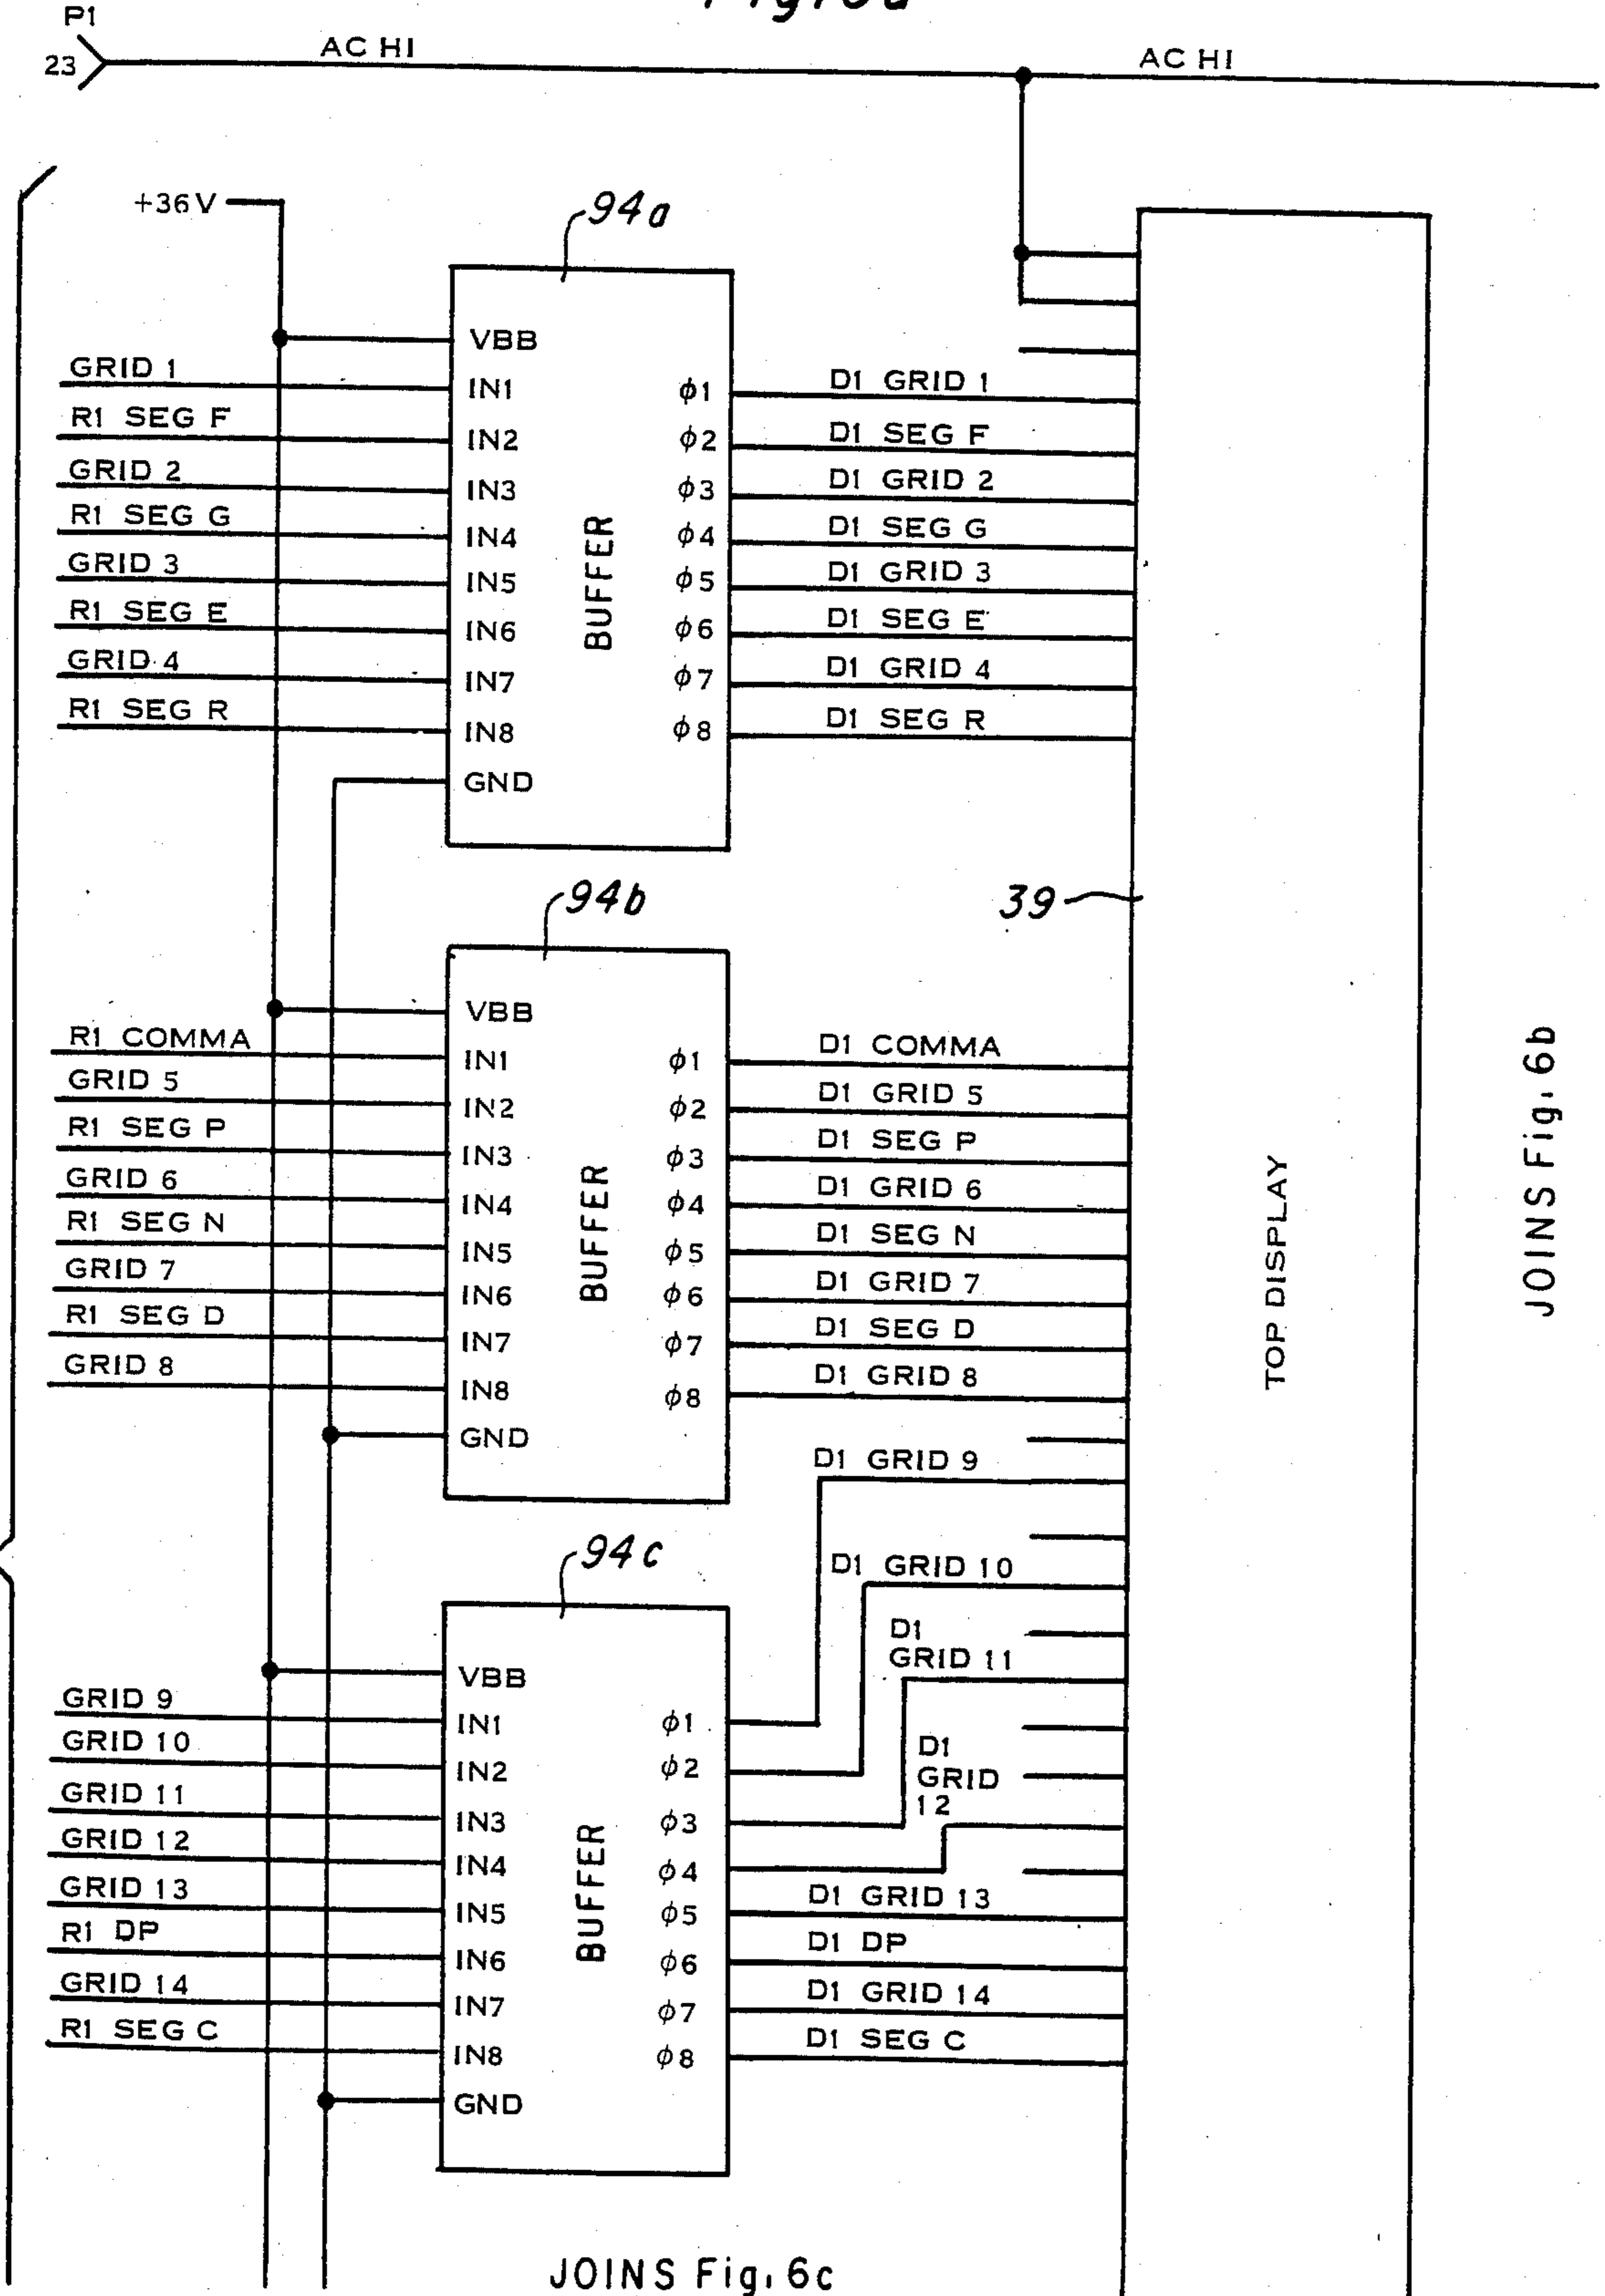 P1
23
AC HI
AC HI
+36V
94a
VBB
GRID 1
IN1
φ1
D1 GRID 1
R1 SEG F
IN2
φ2
D1 SEG F
GRID 2
IN3
φ3
D1 GRID 2
R1 SEG G
IN4
φ4
D1 SEG G
GRID 3
IN5
φ5
D1 GRID 3
R1 SEG E
IN6
φ6
D1 SEG E
GRID 4
IN7
φ7
D1 GRID 4
R1 SEG R
IN8
φ8
D1 SEG R
GND
BUFFER
94b
39
VBB
R1 COMMA
IN1
φ1
D1 COMMA
GRID 5
IN2
φ2
D1 GRID 5
R1 SEG P
IN3
φ3
D1 SEG P
GRID 6
IN4
φ4
D1 GRID 6
R1 SEG N
IN5
φ5
D1 SEG N
GRID 7
IN6
φ6
D1 GRID 7
R1 SEG D
IN7
φ7
D1 SEG D
GRID 8
IN8
φ8
D1 GRID 8
GND
BUFFER
TOP DISPLAY
JOINS Fig. 6b
94c
D1 GRID 9
D1 GRID 10
D1
GRID 11
D1
GRID
12
VBB
GRID 9
IN1
φ1
GRID 10
IN2
φ2
GRID 11
IN3
φ3
GRID 12
IN4
φ4
GRID 13
IN5
φ5
D1 GRID 13
R1 DP
IN6
φ6
D1 DP
GRID 14
IN7
φ7
D1 GRID 14
R1 SEG C
IN8
φ8
D1 SEG C
GND
BUFFER
JOINS Fig. 6c